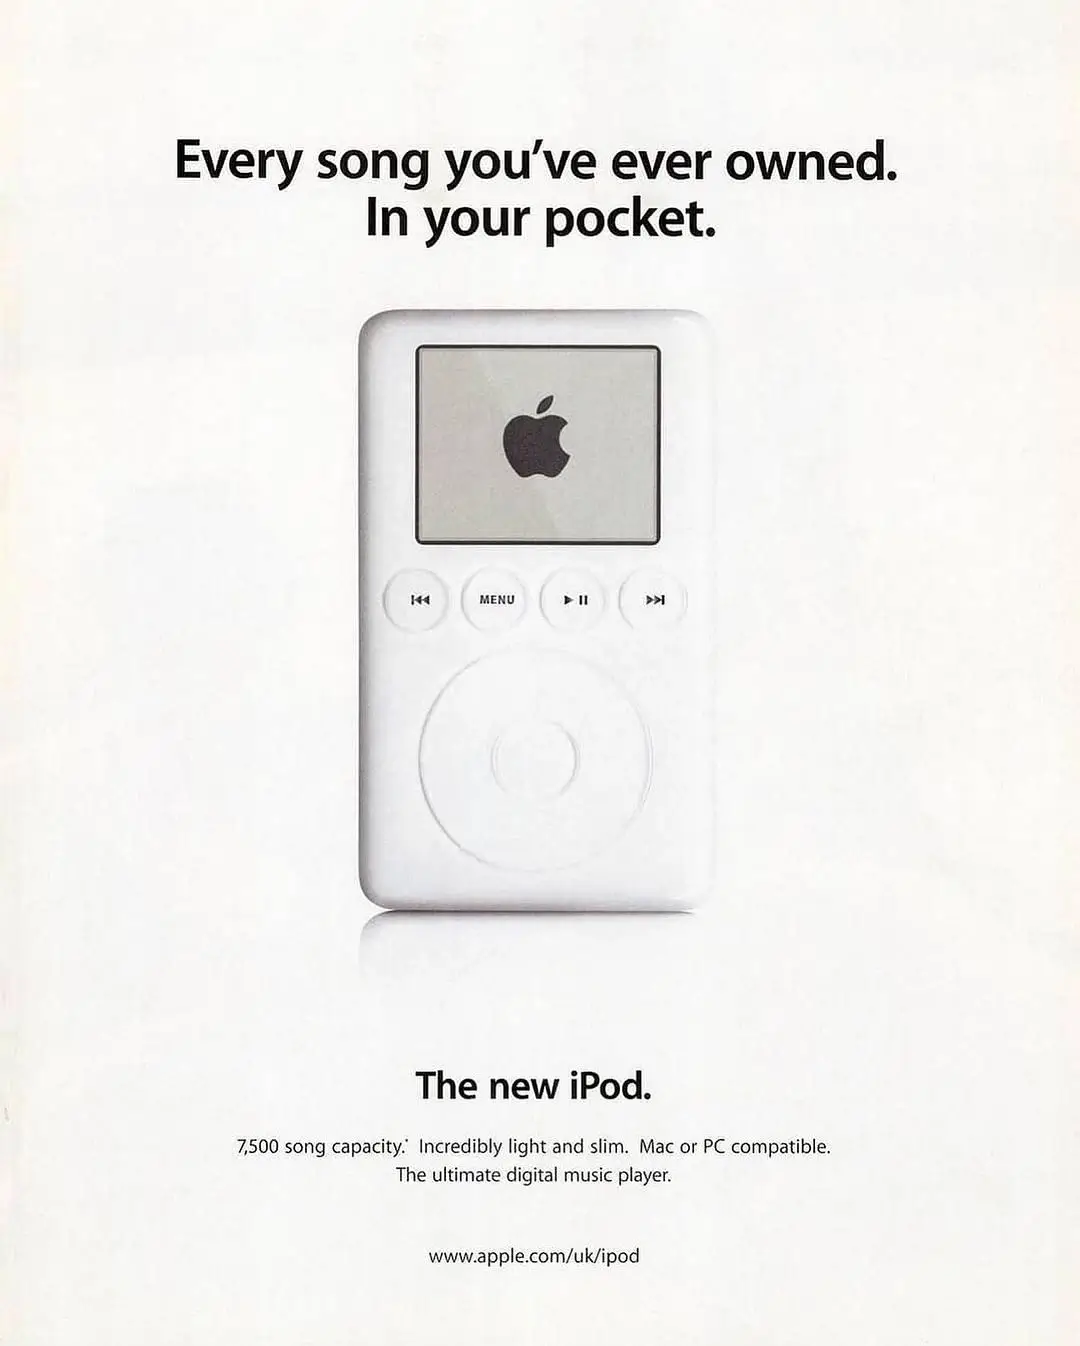 Every song you've ever owned.
In your pocket.
MENU
The new iPod.
7,500 song capacity.* Incredibly light and slim. Mac or PC compatible.
The ultimate digital music player.
www.apple.com/uk/ipod